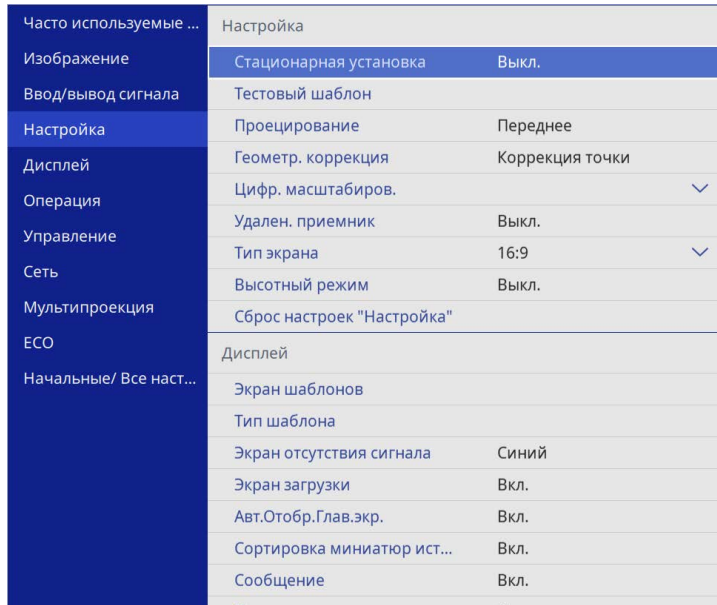 Часто используемые ...
Изображение
Ввод/вывод сигнала
Настройка
Дисплей
Операция
Управление
Сеть
Мультипроекция
ECO
Начальные/ Все наст...
Настройка
Стационарная установка Выкл.
Тестовый шаблон
Проецирование Переднее
Геометр. коррекция Коррекция точки
Цифр. масштабиров.
Удален. приемник Выкл.
Тип экрана 16:9
Высотный режим Выкл.
Сброс настроек "Настройка"
Дисплей
Экран шаблонов
Тип шаблона
Экран отсутствия сигнала Синий
Экран загрузки Вкл.
Авт.Отобр.Глав.экр. Вкл.
Сортировка миниатюр ист... Вкл.
Сообщение Вкл.